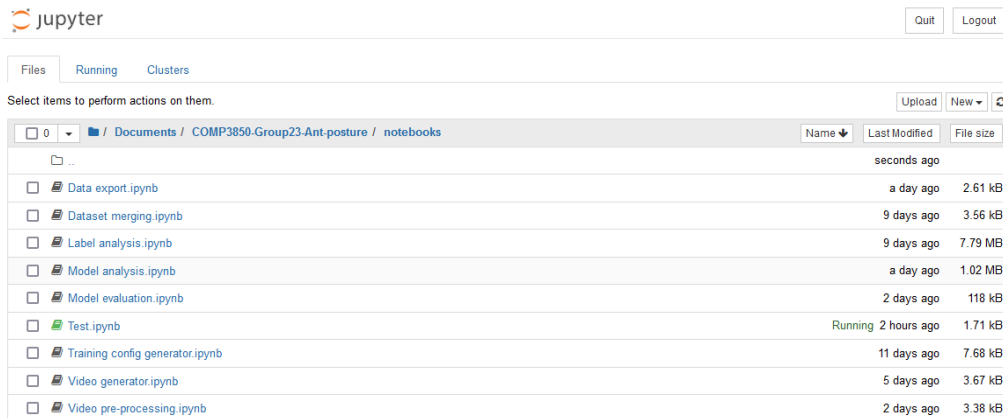 jupyter Quit Logout
Files Running Clusters
Select items to perform actions on them. Upload New
0 / Documents / COMP3850-Group23-Ant-posture / notebooks Name Last Modified File size
.. seconds ago
Data export.ipynb a day ago 2.61 kB
Dataset merging.ipynb 9 days ago 3.56 kB
Label analysis.ipynb 9 days ago 7.79 MB
Model analysis.ipynb a day ago 1.02 MB
Model evaluation.ipynb 2 days ago 118 kB
Test.ipynb Running 2 hours ago 1.71 kB
Training config generator.ipynb 11 days ago 7.68 kB
Video generator.ipynb 5 days ago 3.67 kB
Video pre-processing.ipynb 2 days ago 3.38 kB